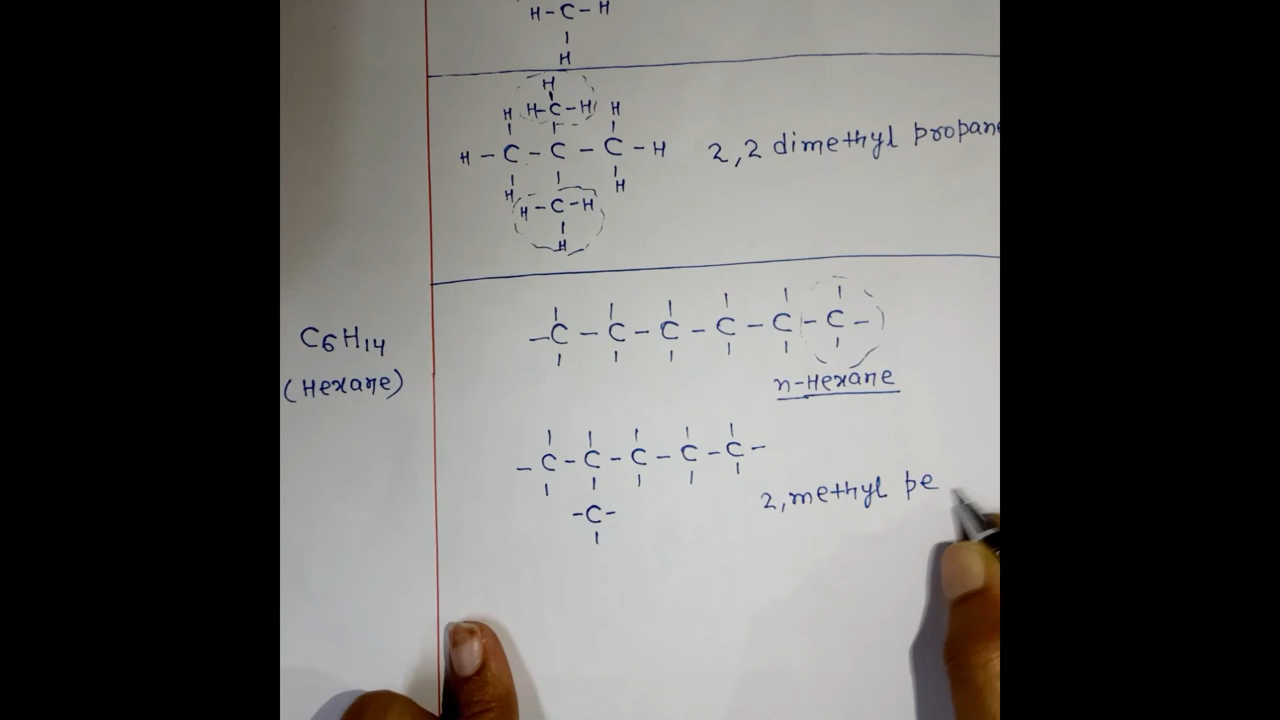 H-C-H
H
H
H H-C-H H
H-C-C-C-H
H H
H-C-H
H
2,2 dimethyl propane
C6H14
(Hexane)
-C-C-C-C-C-C-
n-Hexane
-C-C-C-C-C-
-C-
2,methyl pe